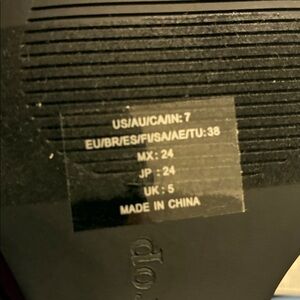 US/AU/CA/IN: 7
EU/BR/ES/FI/SA/AE/TU: 38
MX: 24
JP : 24
UK : 5
MADE IN CHINA